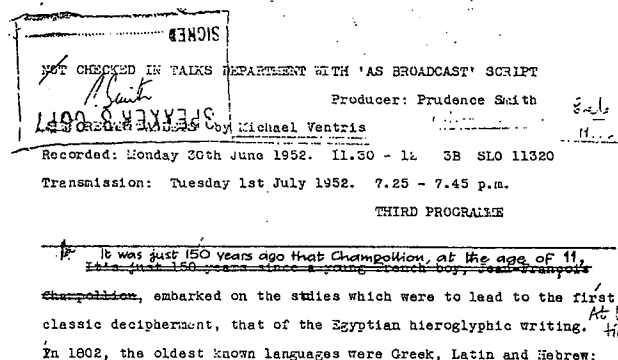 SIGNED
NOT CHECKED IN TALKS DEPARTMENT WITH 'AS BROADCAST' SCRIPT
P. Smith
Producer: Prudence Smith
SPEAKER'S COPY
by Michael Ventris
Recorded: Monday 30th June 1952. 11.30 - 12 3B SLO 11320
Transmission: Tuesday 1st July 1952. 7.25 - 7.45 p.m.
THIRD PROGRAMME
It was just 150 years ago that Champollion, at the age of 11,
It's just 150 years since a young French boy, Jean-François
Champollion, embarked on the studies which were to lead to the first
At
classic decipherment, that of the Egyptian hieroglyphic writing.
In 1802, the oldest known languages were Greek, Latin and Hebrew: